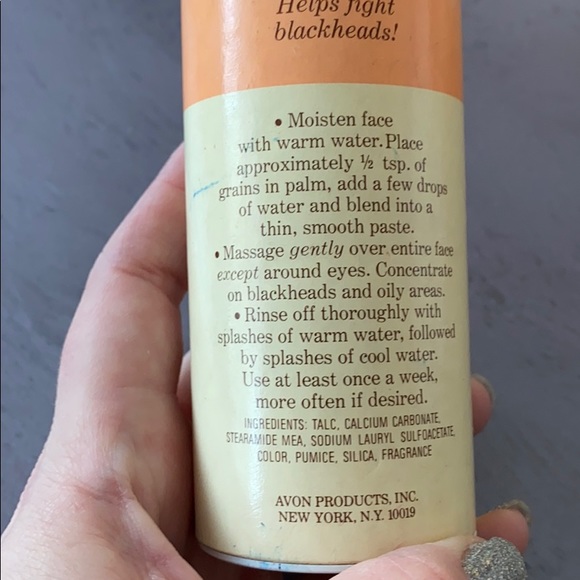 Helps fight
blackheads!
• Moisten face
with warm water. Place
approximately ½ tsp. of
grains in palm, add a few drops
of water and blend into a
thin, smooth paste.
• Massage gently over entire face
except around eyes. Concentrate
on blackheads and oily areas.
• Rinse off thoroughly with
splashes of warm water, followed
by splashes of cool water.
Use at least once a week,
more often if desired.
INGREDIENTS: TALC, CALCIUM CARBONATE,
STEARAMIDE MEA, SODIUM LAURYL SULFOACETATE,
COLOR, PUMICE, SILICA, FRAGRANCE
AVON PRODUCTS, INC.
NEW YORK, N.Y. 10019